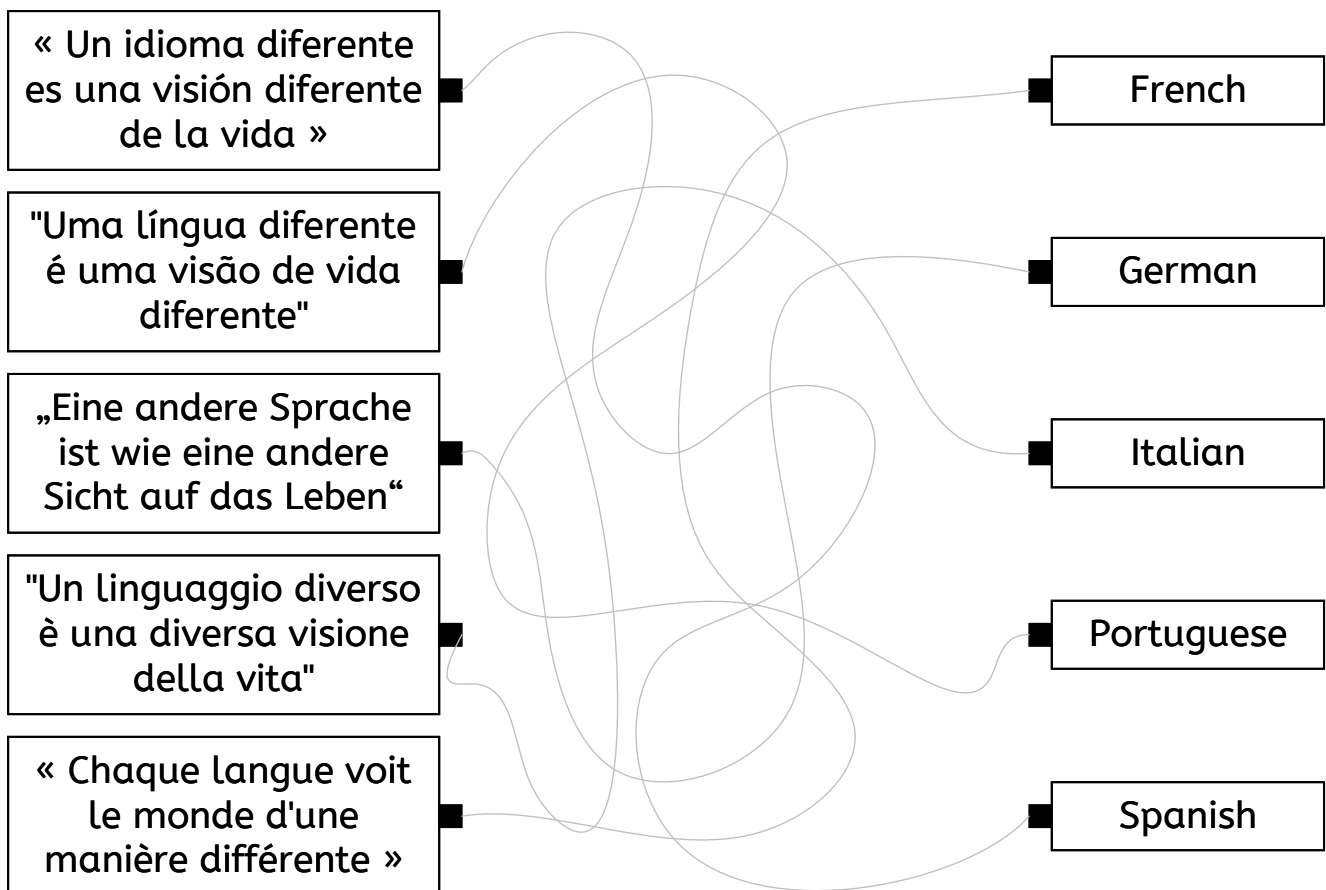 « Un idioma diferente
es una visión diferente
de la vida »
"Uma língua diferente
é uma visão de vida
diferente"
„Eine andere Sprache
ist wie eine andere
Sicht auf das Leben“
"Un linguaggio diverso
è una diversa visione
della vita"
« Chaque langue voit
le monde d'une
manière différente »
French
German
Italian
Portuguese
Spanish